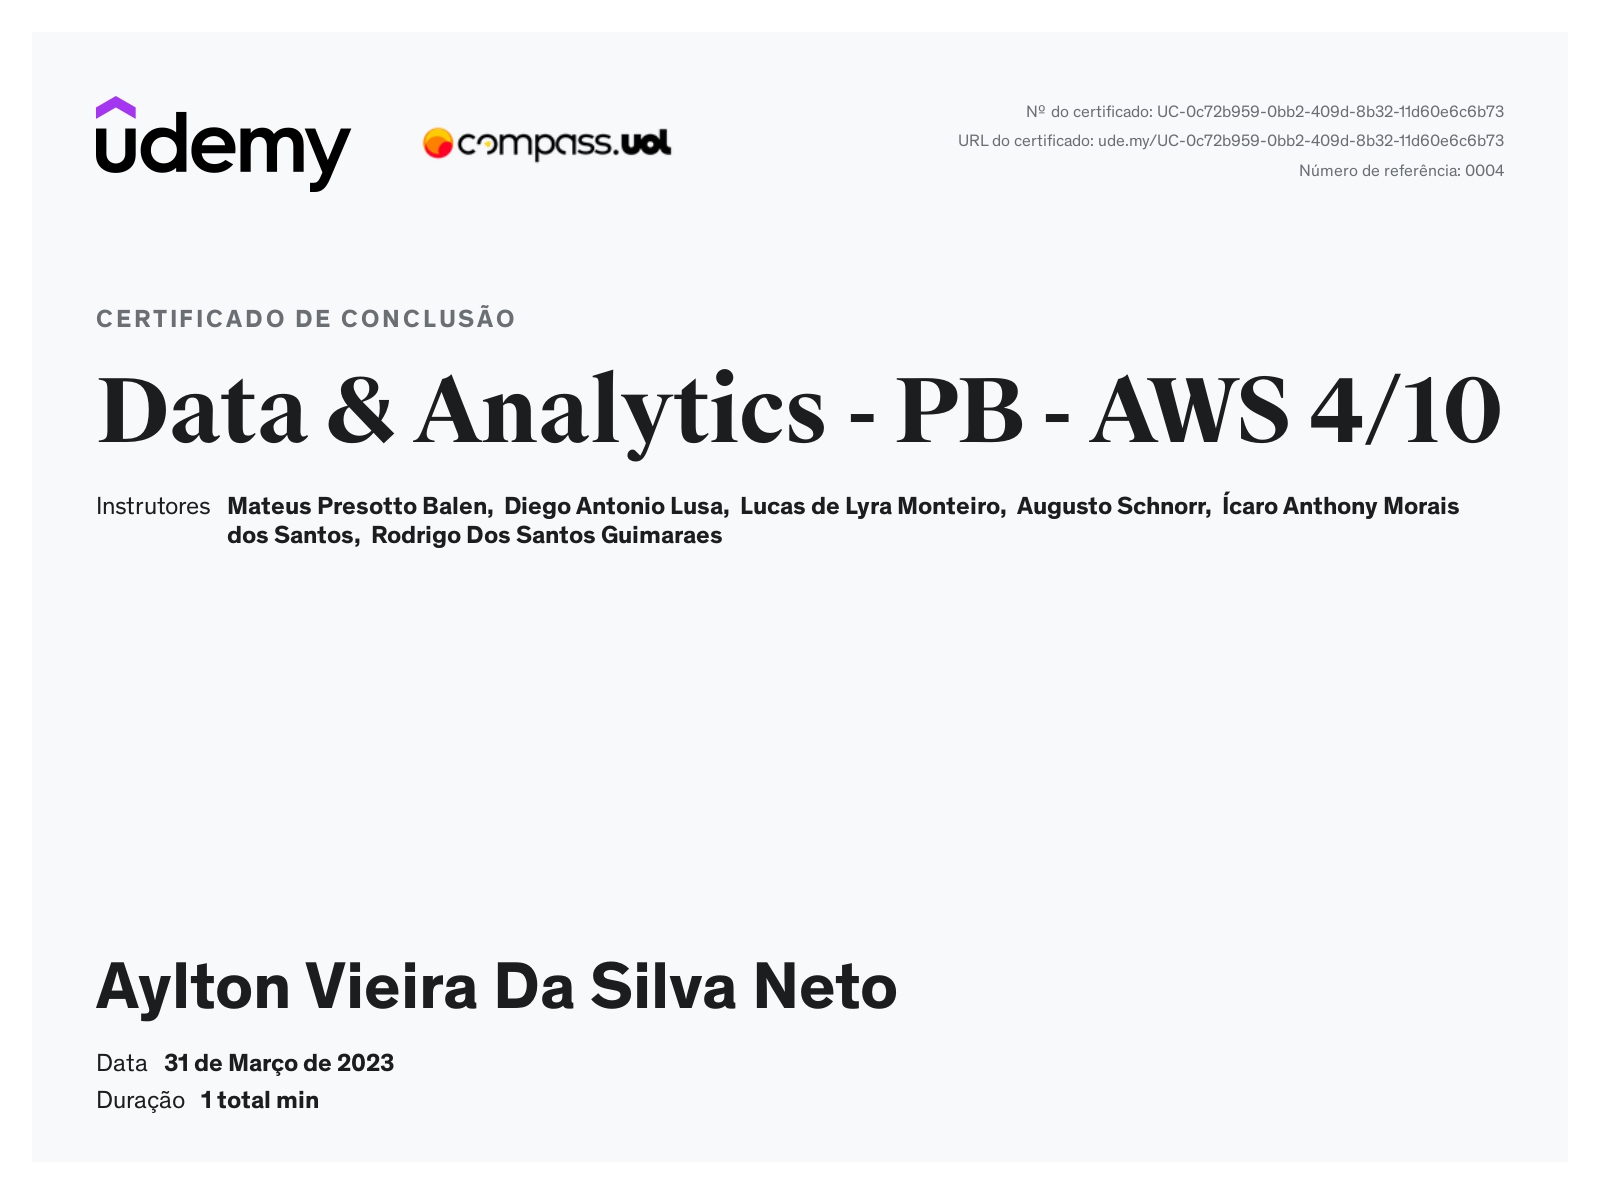 udemy
compass.uol
Nº do certificado: UC-0c72b959-0bb2-409d-8b32-11d60e6c6b73
URL do certificado: ude.my/UC-0c72b959-0bb2-409d-8b32-11d60e6c6b73
Número de referência: 0004
CERTIFICADO DE CONCLUSÃO
Data & Analytics - PB - AWS 4/10
Instrutores Mateus Presotto Balen, Diego Antonio Lusa, Lucas de Lyra Monteiro, Augusto Schnorr, Ícaro Anthony Morais
dos Santos, Rodrigo Dos Santos Guimaraes
Aylton Vieira Da Silva Neto
Data 31 de Março de 2023
Duração 1 total min